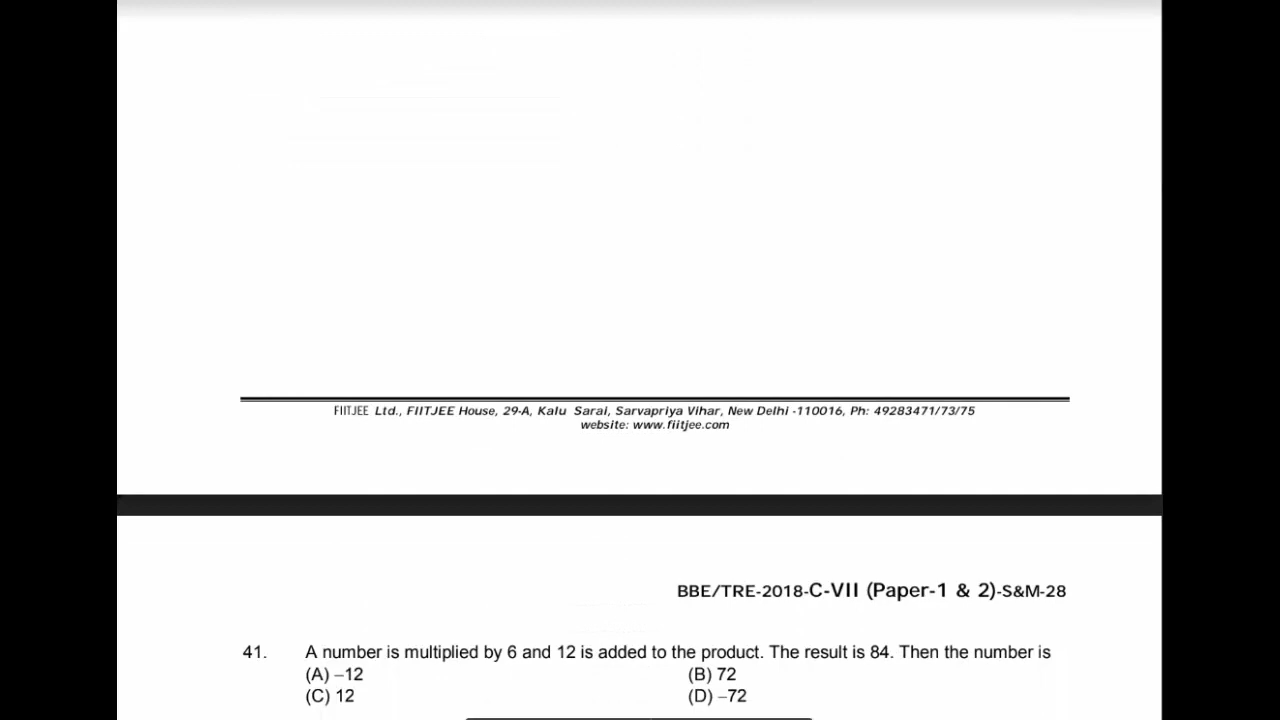 FIITJEE Ltd., FIITJEE House, 29-A, Kalu Sarai, Sarvapriya Vihar, New Delhi -110016, Ph: 49283471/73/75
website: www.fiitjee.com
BBE/TRE-2018-C-VII (Paper-1 & 2)-S&M-28
41. A number is multiplied by 6 and 12 is added to the product. The result is 84. Then the number is
(A) –12 (B) 72
(C) 12 (D) –72